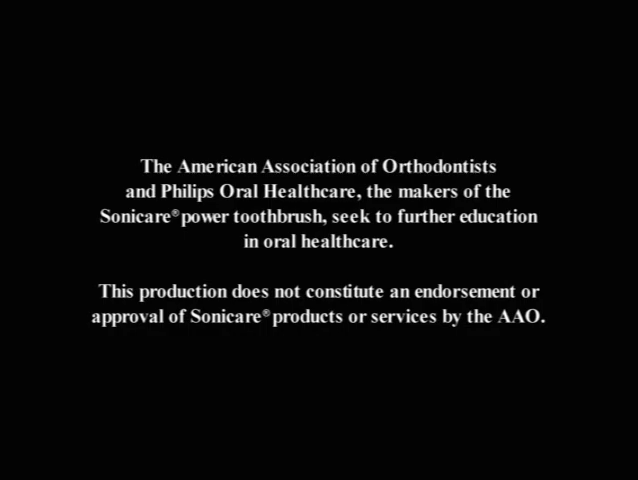 The American Association of Orthodontists
and Philips Oral Healthcare, the makers of the
Sonicare® power toothbrush, seek to further education
in oral healthcare.
This production does not constitute an endorsement or
approval of Sonicare® products or services by the AAO.